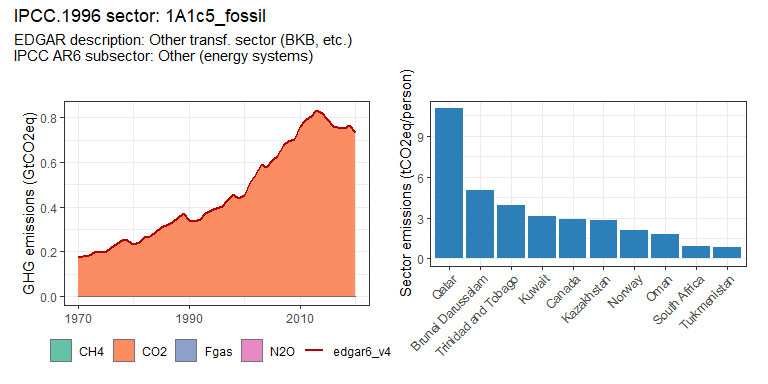 IPCC.1996 sector: 1A1c5_fossil
EDGAR description: Other transf. sector (BKB, etc.)
IPCC AR6 subsector: Other (energy systems)
GHG emissions (GtCO2eq)
0.8
0.6
0.4
0.2
0.0
1970
1990
2010
CH4
CO2
Fgas
N2O
edgar6_v4
Sector emissions (tCO2eq/person)
9
6
3
0
Qatar
Brunei Darussalam
Trinidad and Tobago
Kuwait
Canada
Kazakhstan
Norway
Oman
South Africa
Turkmenistan